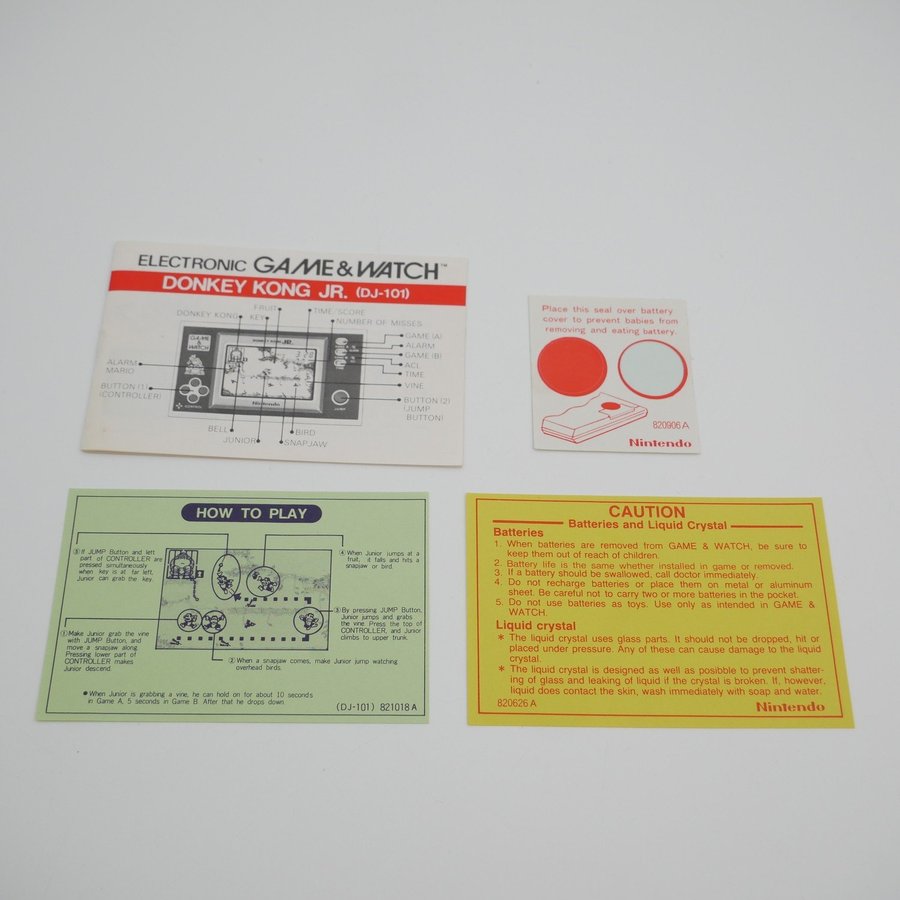 ELECTRONIC GAME & WATCH™
DONKEY KONG JR. (DJ-101)
FRUIT
TIME/SCORE
DONKEY KONG
KEY
NUMBER OF MISSES
GAME (A)
ALARM
GAME (B)
ACL
TIME
VINE
ALARM
MARIO
BUTTON (1)
(CONTROLLER)
BUTTON (2)
(JUMP
BUTTON)
GAME
& WATCH
JR.
Nintendo
CONTROL
JUMP
BELL
JUNIOR
BIRD
SNAPJAW
Place this seal over battery
cover to prevent babies from
removing and eating battery.
820906 A
Nintendo
HOW TO PLAY
⑤ If JUMP Button and left
part of CONTROLLER are
pressed simultaneously
when key is at far left,
Junior can grab the key.
④ When Junior jumps at a
fruit, it falls and hits a
snapjaw or bird.
③ By pressing JUMP Button,
Junior jumps and grabs
the vine. Press the top of
CONTROLLER, and Junior
climbs to upper trunk.
① Make Junior grab the vine
with JUMP Button, and
move a snapjaw along.
Pressing lower part of
CONTROLLER makes
Junior descend.
② When a snapjaw comes, make Junior jump watching
overhead birds.
● When Junior is grabbing a vine, he can hold on for about 10 seconds
in Game A, 5 seconds in Game B. After that he drops down.
(DJ-101) 821018 A
CAUTION
Batteries and Liquid Crystal
Batteries
1. When batteries are removed from GAME & WATCH, be sure to
keep them out of reach of children.
2. Battery life is the same whether installed in game or removed.
3. If a battery should be swallowed, call doctor immediately.
4. Do not recharge batteries or place them on metal or aluminum
sheet. Be careful not to carry two or more batteries in the pocket.
5. Do not use batteries as toys. Use only as intended in GAME &
WATCH.
Liquid crystal
* The liquid crystal uses glass parts. It should not be dropped, hit or
placed under pressure. Any of these can cause damage to the liquid
crystal.
* The liquid crystal is designed as well as posibble to prevent shatter-
ing of glass and leaking of liquid if the crystal is broken. If, however,
liquid does contact the skin, wash immediately with soap and water.
820626 A
Nintendo